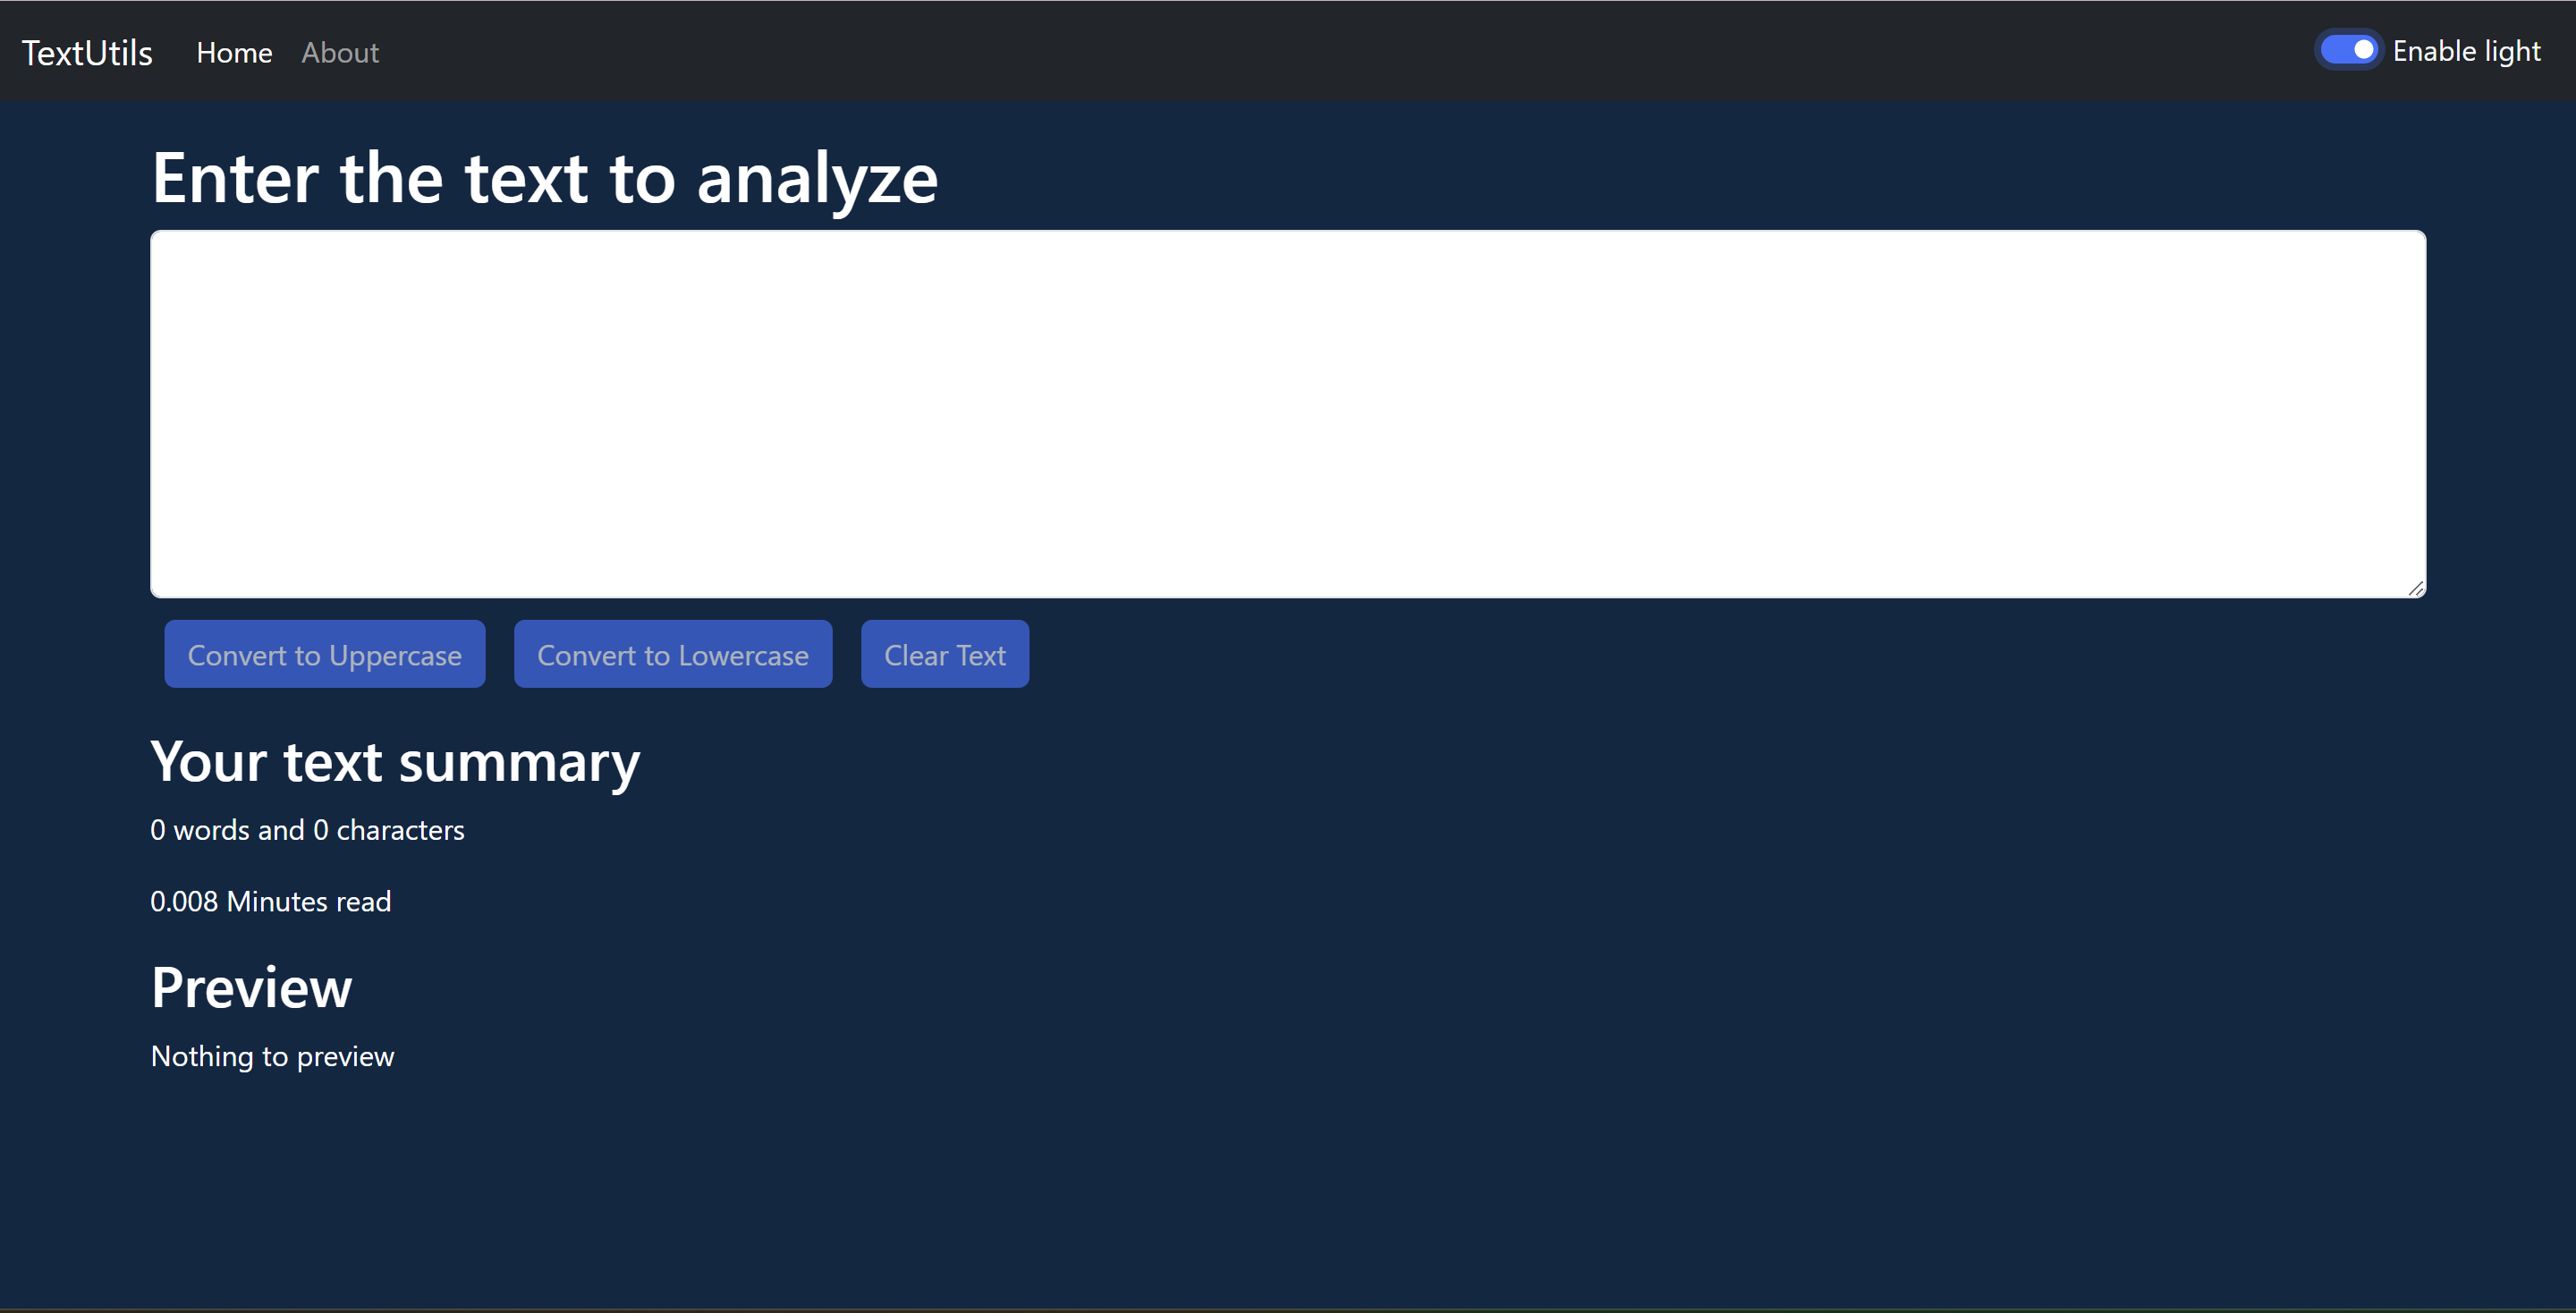 TextUtils Home About Enable light
Enter the text to analyze
Convert to Uppercase Convert to Lowercase Clear Text
Your text summary
0 words and 0 characters
0.008 Minutes read
Preview
Nothing to preview